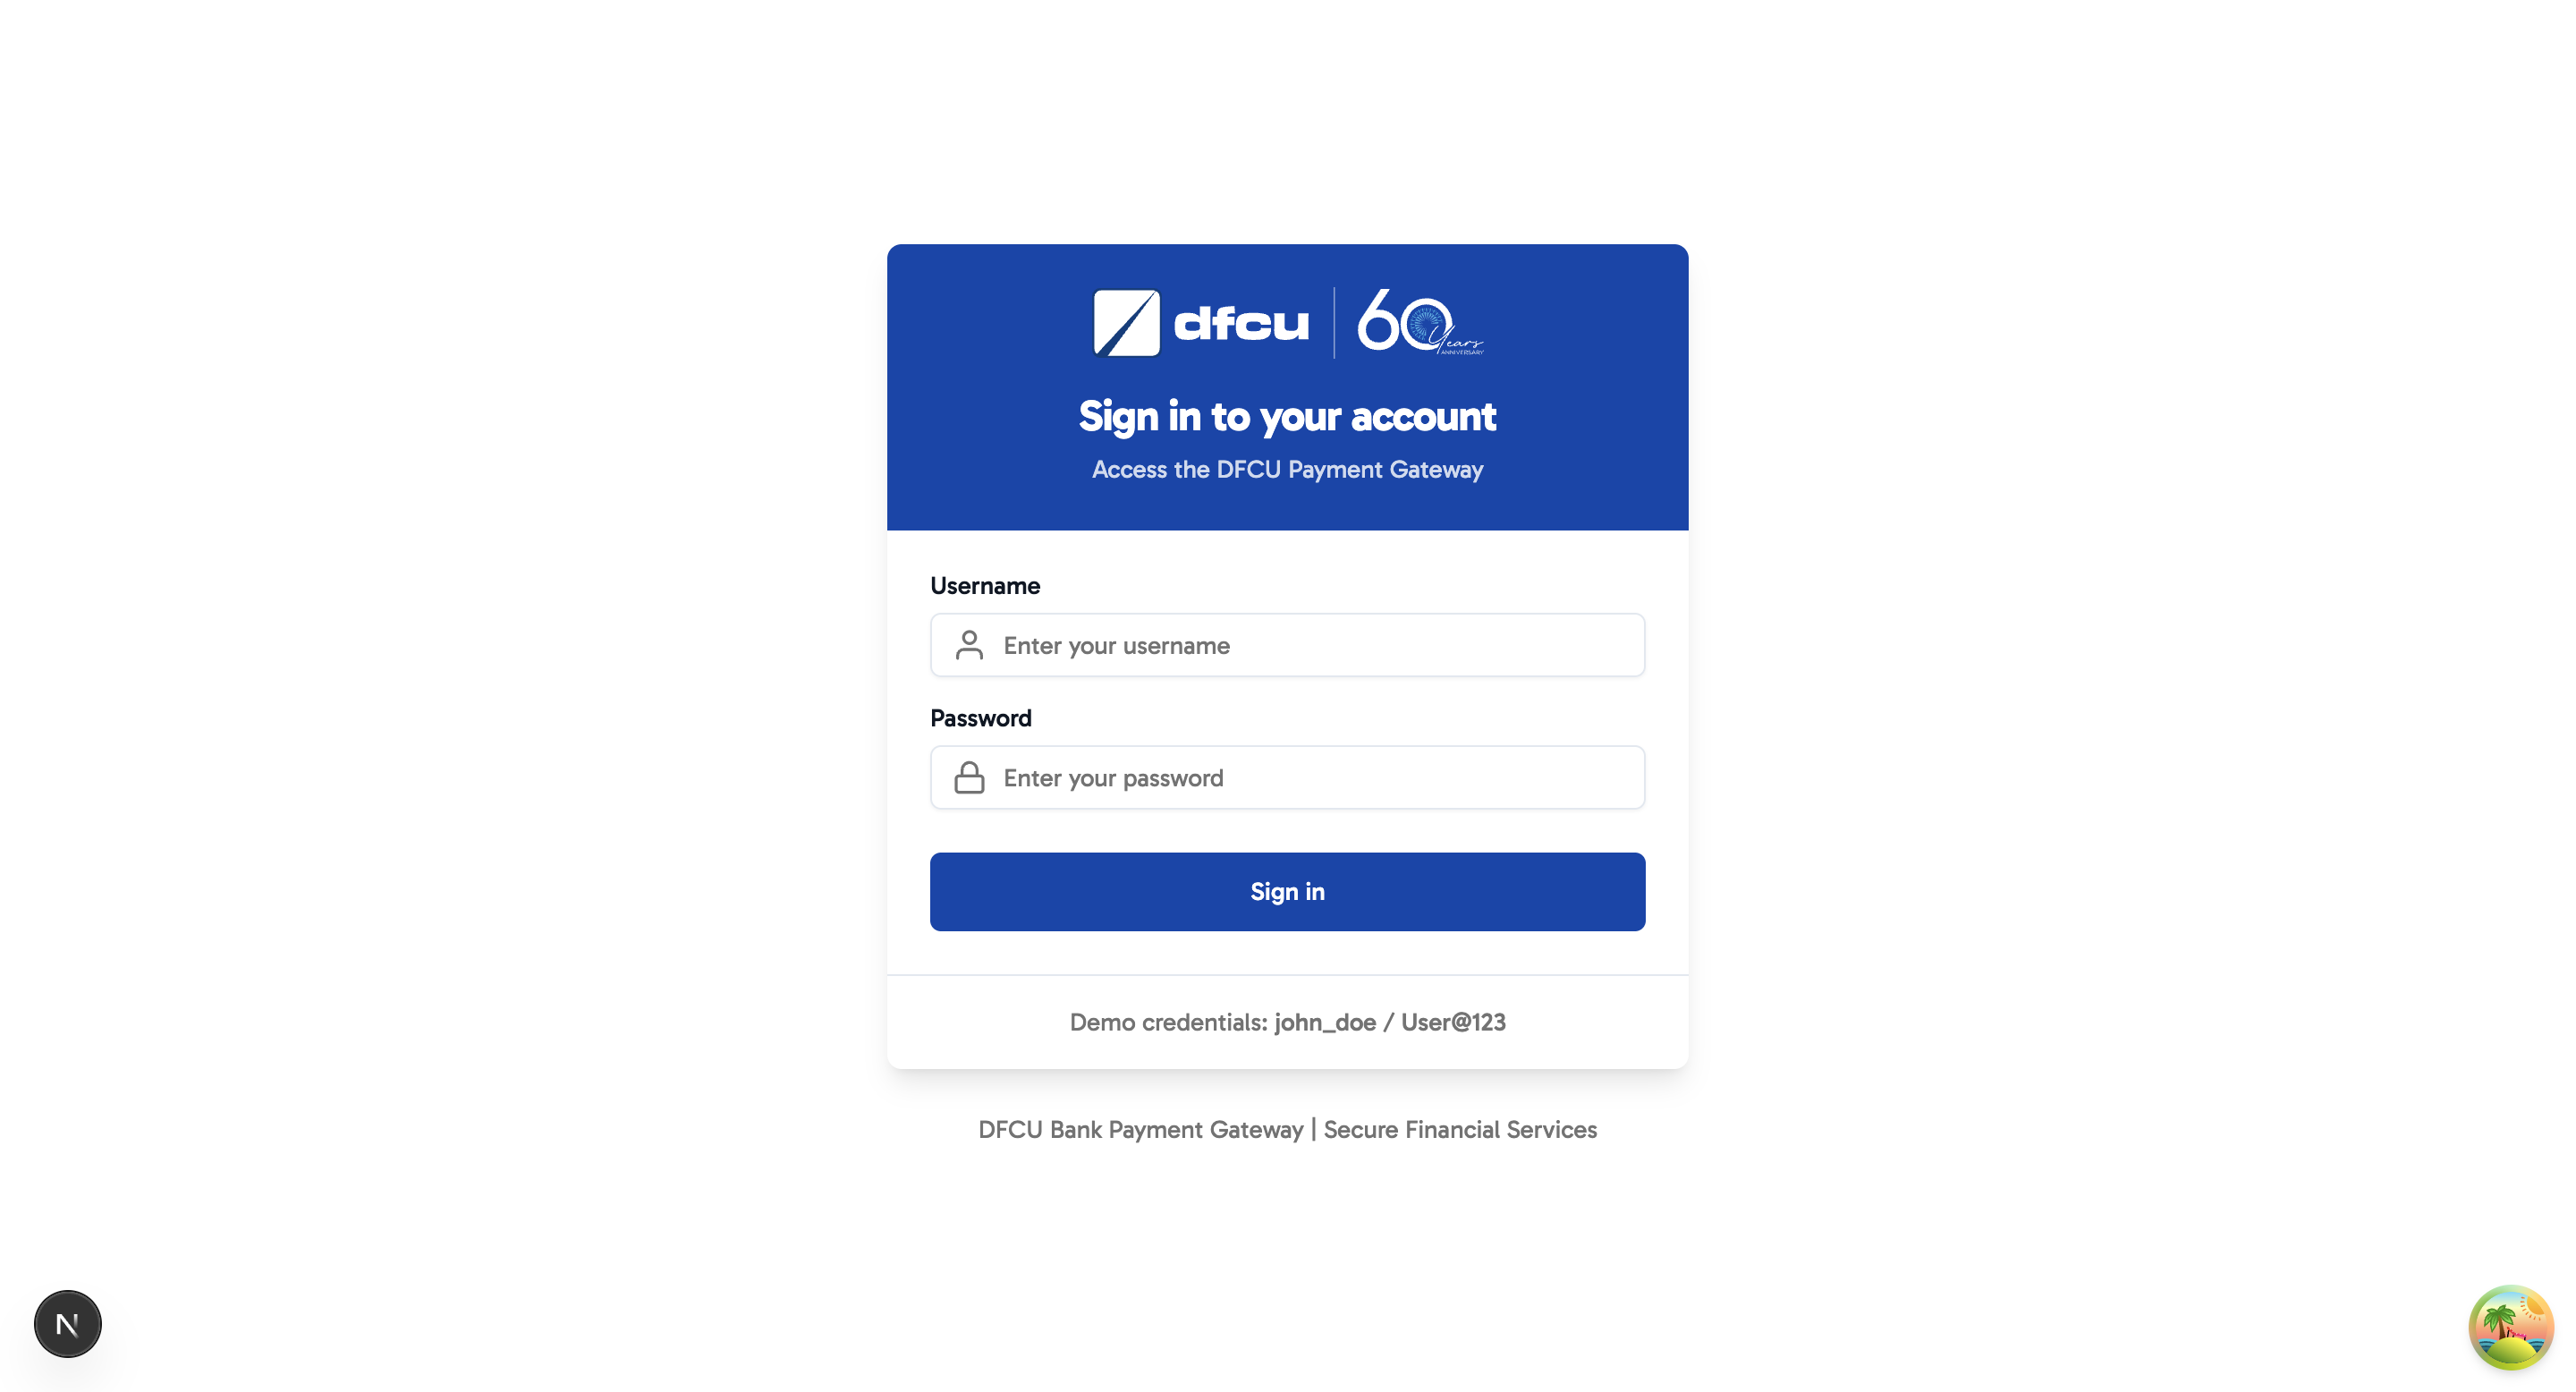 dfcu
60
Years
ANNIVERSARY
Sign in to your account
Access the DFCU Payment Gateway
Username
Enter your username
Password
Enter your password
Sign in
Demo credentials: john_doe / User@123
DFCU Bank Payment Gateway | Secure Financial Services
N